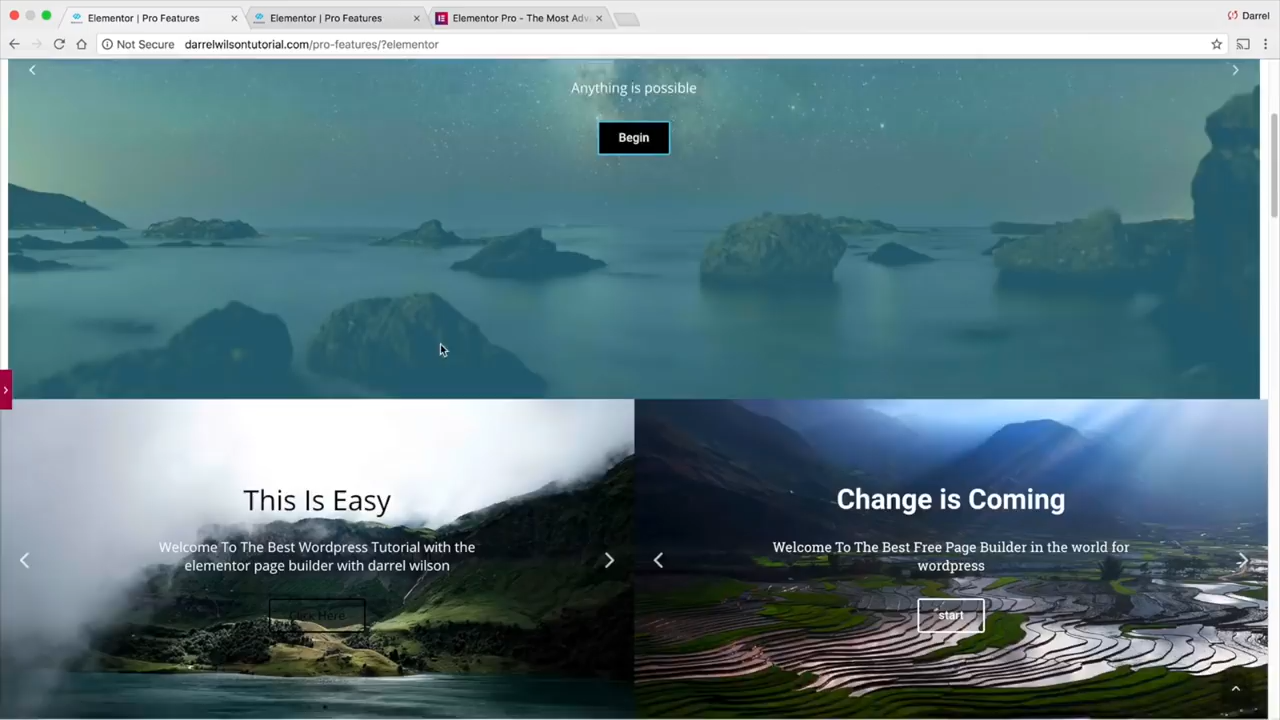 Elementor | Pro Features
Elementor | Pro Features
Elementor Pro - The Most Adv
Darrel
Not Secure
darrelwilsontutorial.com/pro-features/?elementor
Anything is possible
Begin
This Is Easy
Welcome To The Best Wordpress Tutorial with the
elementor page builder with darrel wilson
Click Here
Change is Coming
Welcome To The Best Free Page Builder in the world for
wordpress
start